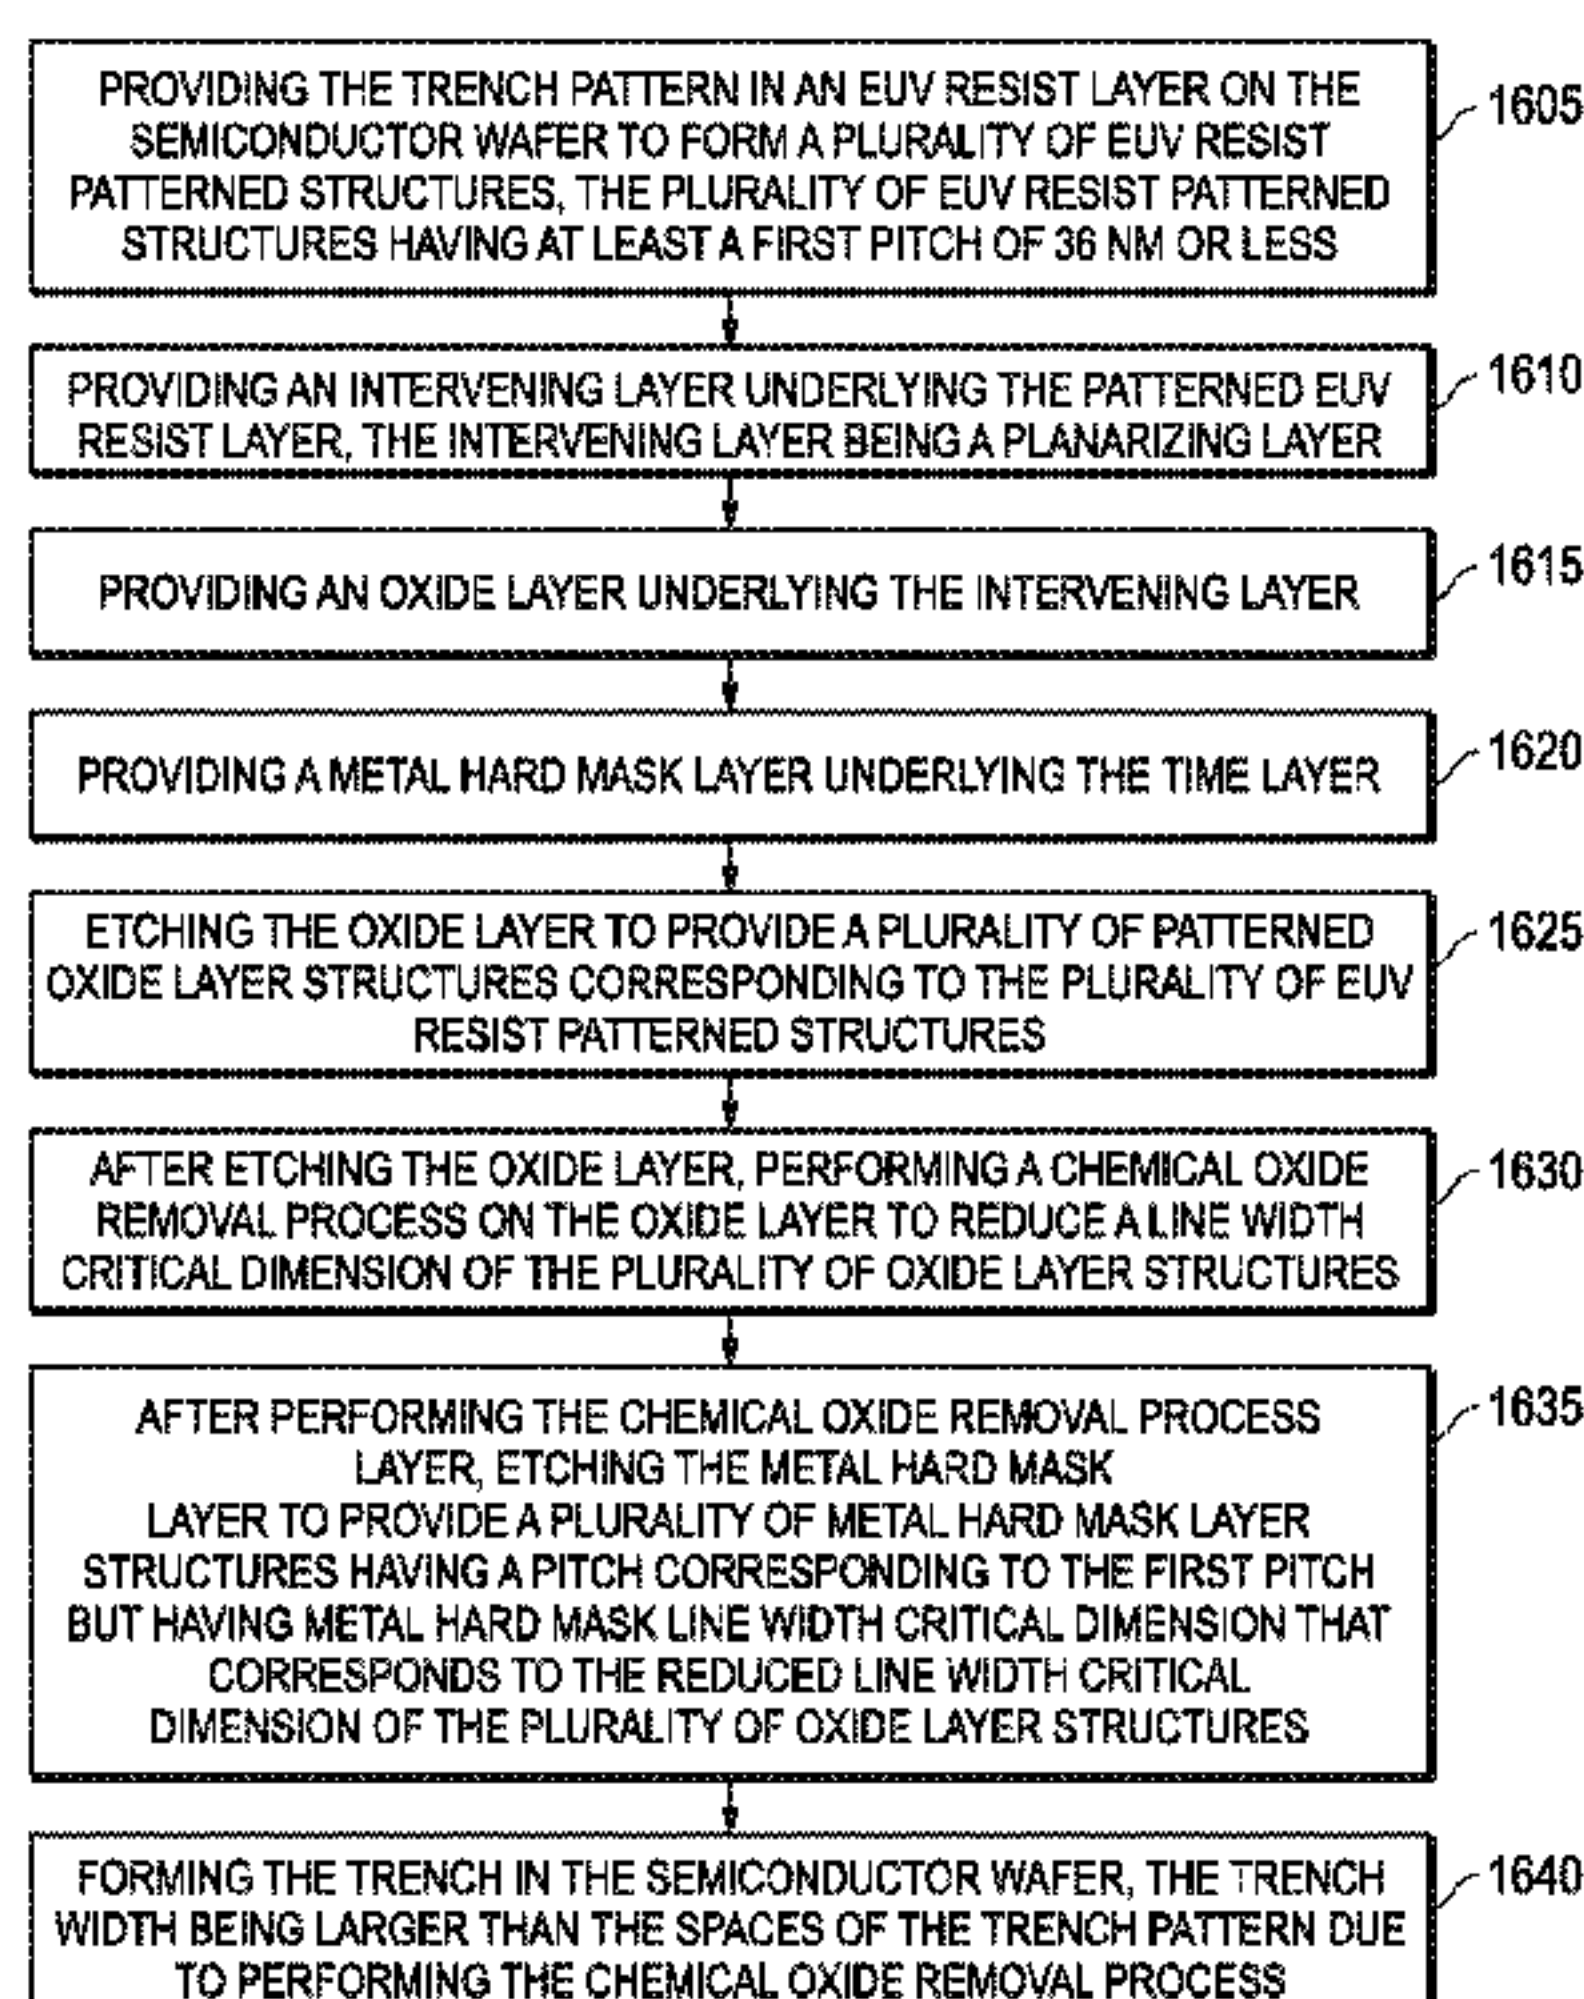 PROVIDING THE TRENCH PATTERN IN AN EUV RESIST LAYER ON THE
SEMICONDUCTOR WAFER TO FORM A PLURALITY OF EUV RESIST
PATTERNED STRUCTURES, THE PLURALITY OF EUV RESIST PATTERNED
STRUCTURES HAVING AT LEAST A FIRST PITCH OF 36 NM OR LESS
1605
PROVIDING AN INTERVENING LAYER UNDERLYING THE PATTERNED EUV
RESIST LAYER, THE INTERVENING LAYER BEING A PLANARIZING LAYER
1610
PROVIDING AN OXIDE LAYER UNDERLYING THE INTERVENING LAYER
1615
PROVIDING A METAL HARD MASK LAYER UNDERLYING THE TIME LAYER
1620
ETCHING THE OXIDE LAYER TO PROVIDE A PLURALITY OF PATTERNED
OXIDE LAYER STRUCTURES CORRESPONDING TO THE PLURALITY OF EUV
RESIST PATTERNED STRUCTURES
1625
AFTER ETCHING THE OXIDE LAYER, PERFORMING A CHEMICAL OXIDE
REMOVAL PROCESS ON THE OXIDE LAYER TO REDUCE A LINE WIDTH
CRITICAL DIMENSION OF THE PLURALITY OF OXIDE LAYER STRUCTURES
1630
AFTER PERFORMING THE CHEMICAL OXIDE REMOVAL PROCESS
LAYER, ETCHING THE METAL HARD MASK
LAYER TO PROVIDE A PLURALITY OF METAL HARD MASK LAYER
STRUCTURES HAVING A PITCH CORRESPONDING TO THE FIRST PITCH
BUT HAVING METAL HARD MASK LINE WIDTH CRITICAL DIMENSION THAT
CORRESPONDS TO THE REDUCED LINE WIDTH CRITICAL
DIMENSION OF THE PLURALITY OF OXIDE LAYER STRUCTURES
1635
FORMING THE TRENCH IN THE SEMICONDUCTOR WAFER, THE TRENCH
WIDTH BEING LARGER THAN THE SPACES OF THE TRENCH PATTERN DUE
TO PERFORMING THE CHEMICAL OXIDE REMOVAL PROCESS
1640